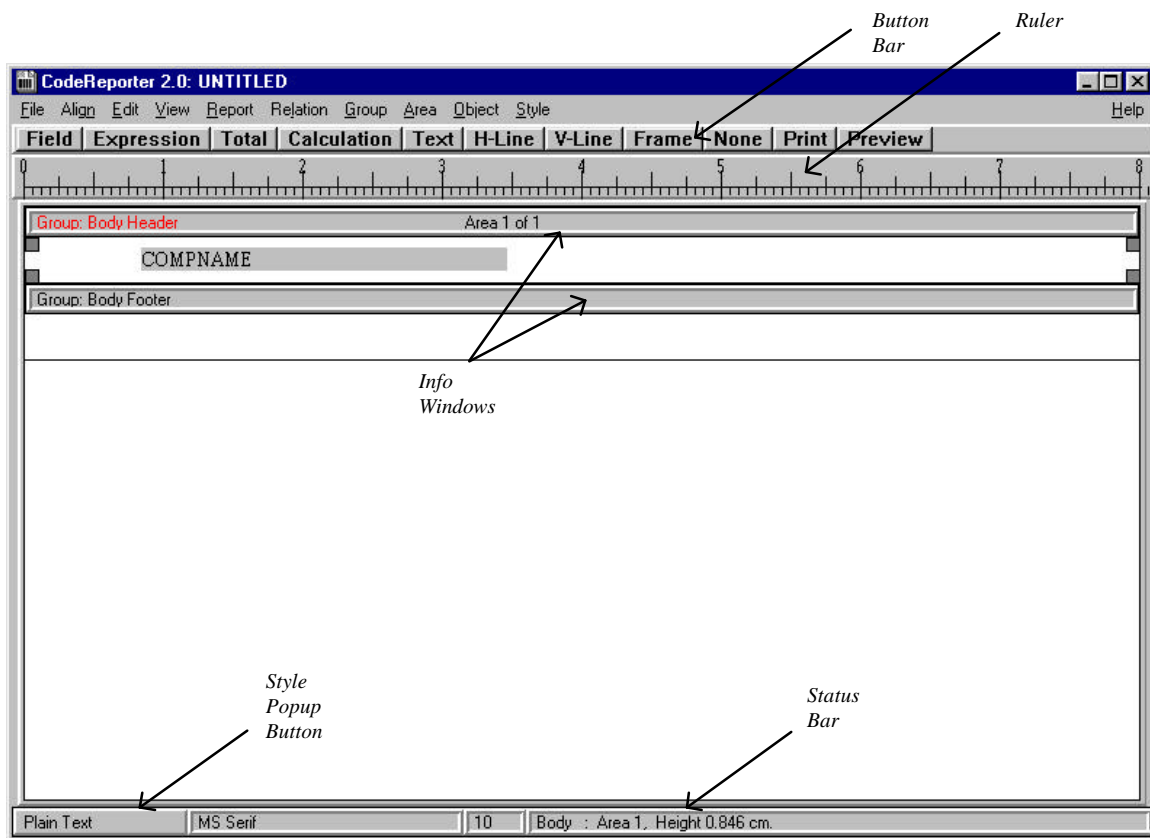 Button
Bar
Ruler
CodeReporter 2.0: UNTITLED
File Align Edit View Report Relation Group Area Object Style Help
Field Expression Total Calculation Text H-Line V-Line Frame None Print Preview
0 1 2 3 4 5 6 7 8
Group: Body Header Area 1 of 1
COMPNAME
Group: Body Footer
Info
Windows
Style
Popup
Button
Status
Bar
Plain Text MS Serif 10 Body : Area 1, Height 0.846 cm.